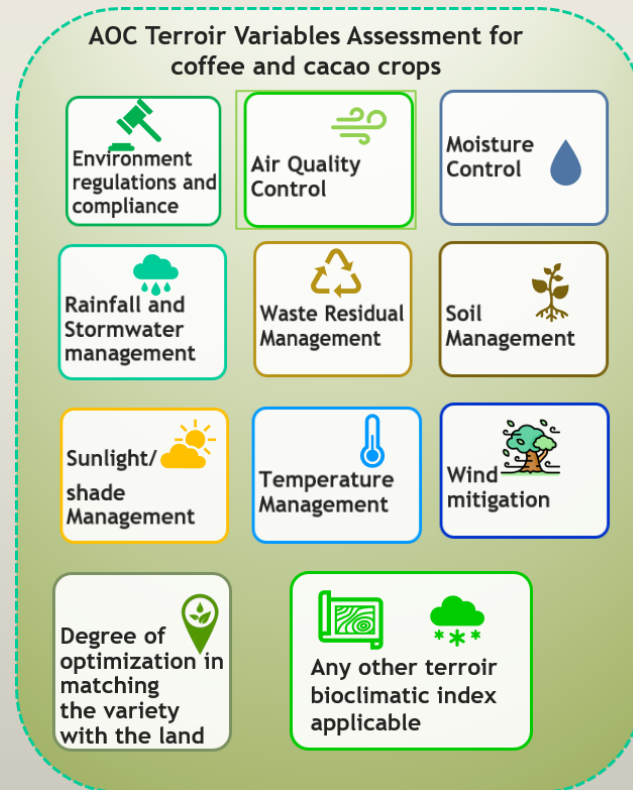 AOC Terroir Variables Assessment for
coffee and cacao crops
Environment
regulations and
compliance
Air Quality
Control
Moisture
Control
Rainfall and
Stormwater
management
Waste Residual
Management
Soil
Management
Sunlight/
shade
Management
Temperature
Management
Wind
mitigation
Degree of
optimization in
matching
the variety
with the land
Any other terroir
bioclimatic index
applicable